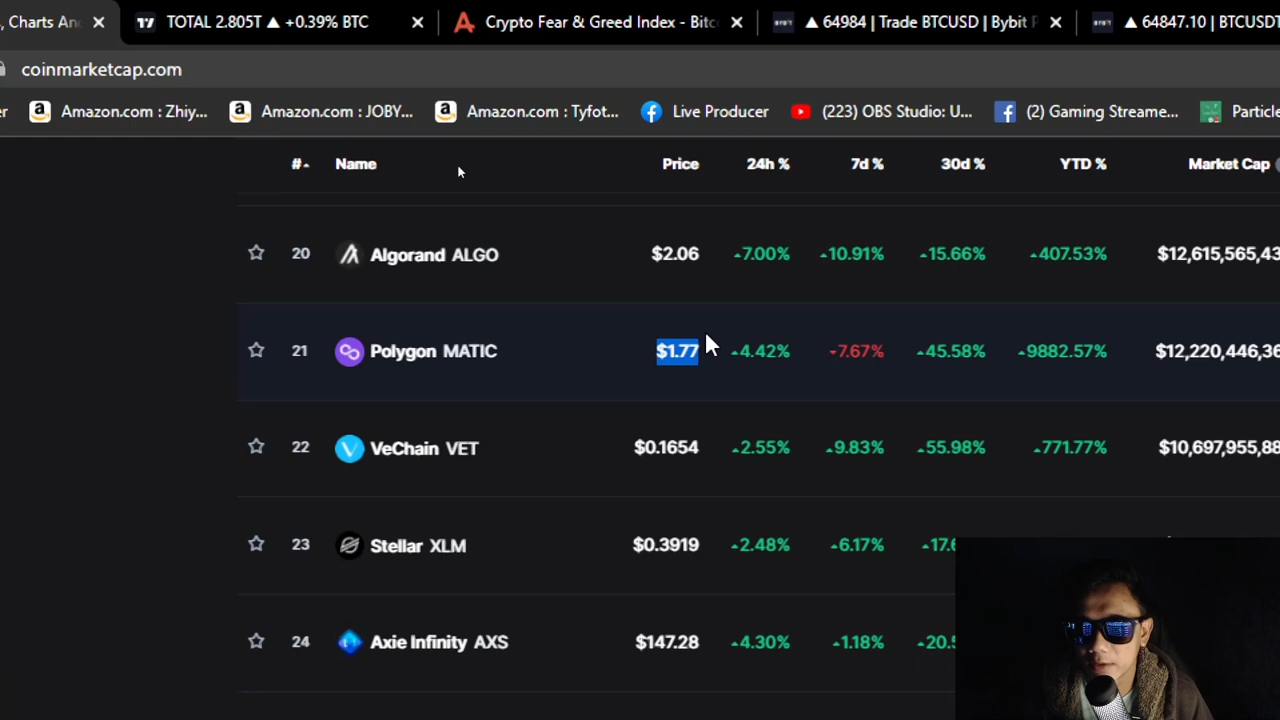 , Charts An
TOTAL 2.805T ▲ +0.39% BTC
Crypto Fear & Greed Index - Bitc
▲ 64984 | Trade BTCUSD | Bybit
▲ 64847.10 | BTCUSDT
coinmarketcap.com
er Amazon.com : Zhiy... Amazon.com : JOBY... Amazon.com : Tyfot... Live Producer (223) OBS Studio: U... (2) Gaming Streame... Particle
# Name Price 24h % 7d % 30d % YTD % Market Cap
20 Algorand ALGO $2.06 7.00% 10.91% 15.66% 407.53% $12,615,565,43
21 Polygon MATIC $1.77 4.42% 7.67% 45.58% 9882.57% $12,220,446,36
22 VeChain VET $0.1654 2.55% 9.83% 55.98% 771.77% $10,697,955,88
23 Stellar XLM $0.3919 2.48% 6.17% 17.6
24 Axie Infinity AXS $147.28 4.30% 1.18% 20.5